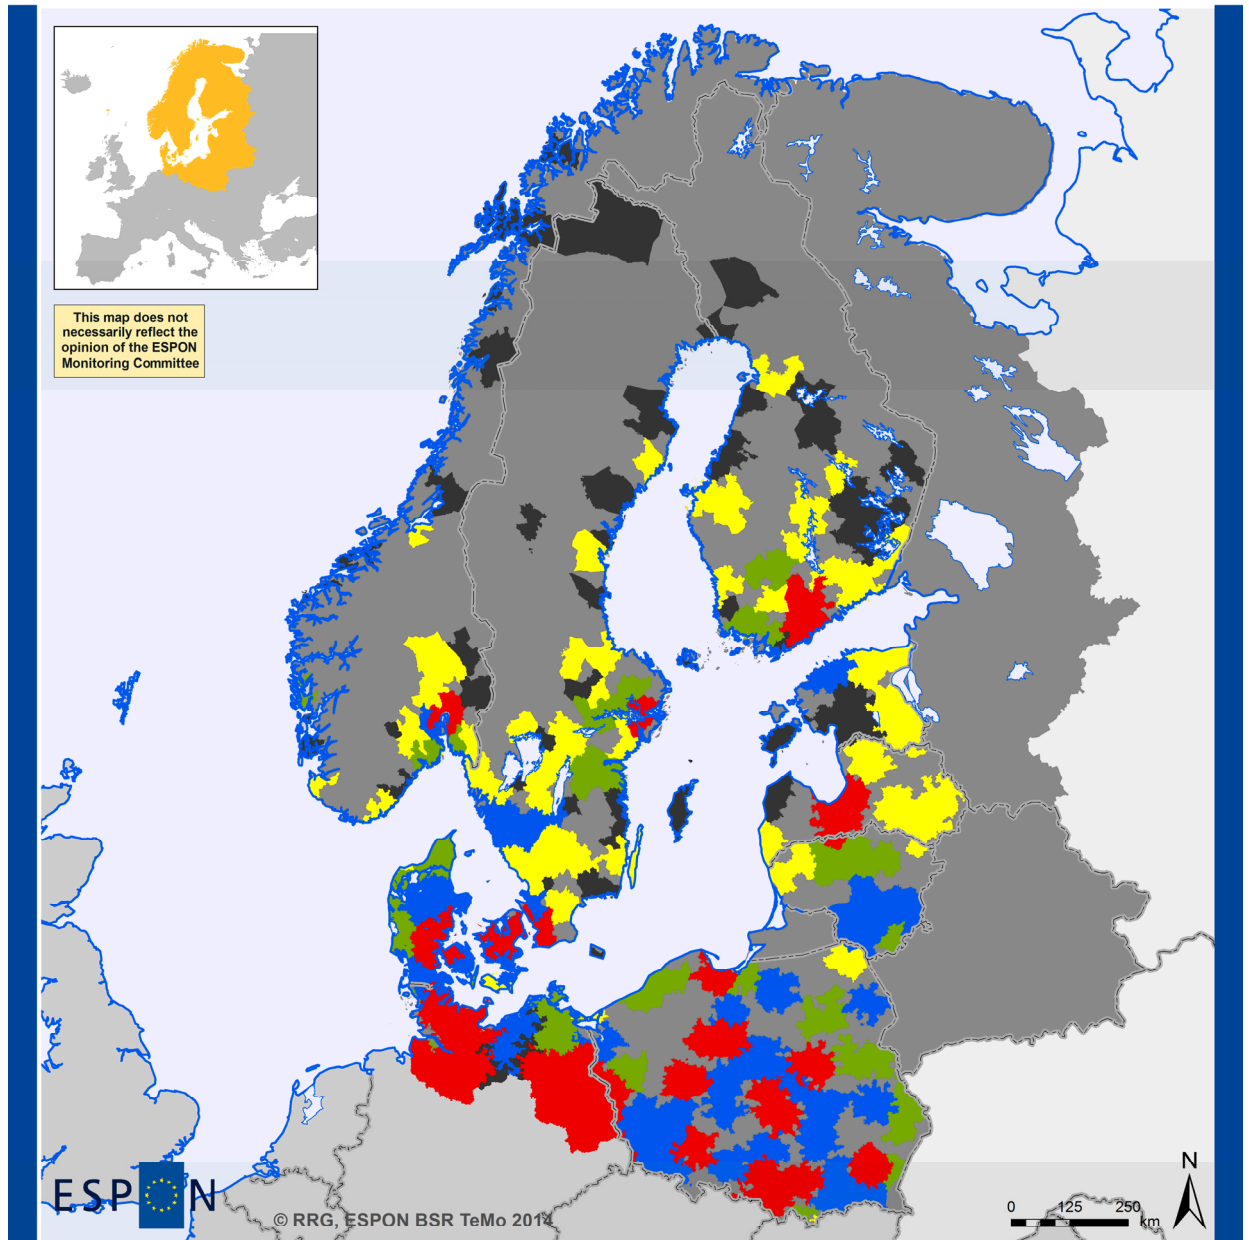 This map does not
necessarily reflect the
opinion of the ESPON
Monitoring Committee
ESPON
© RRG, ESPON BSR TeMo 2014
N
0 125 250
km